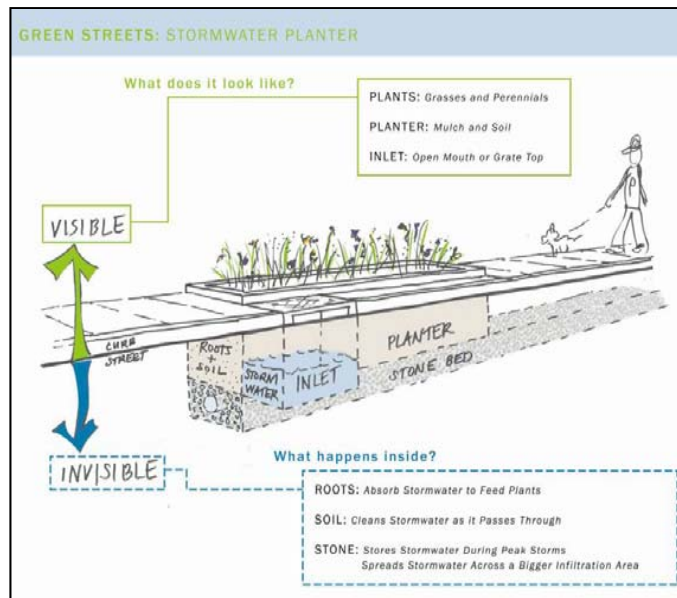 GREEN STREETS: STORMWATER PLANTER
What does it look like?
PLANTS: Grasses and Perennials
PLANTER: Mulch and Soil
INLET: Open Mouth or Grate Top
VISIBLE
CURB
STREET
ROOTS
+
SOIL
STORM
WATER
INLET
PLANTER
STONE BED
What happens inside?
INVISIBLE
ROOTS: Absorb Stormwater to Feed Plants
SOIL: Cleans Stormwater as it Passes Through
STONE: Stores Stormwater During Peak Storms
Spreads Stormwater Across a Bigger Infiltration Area